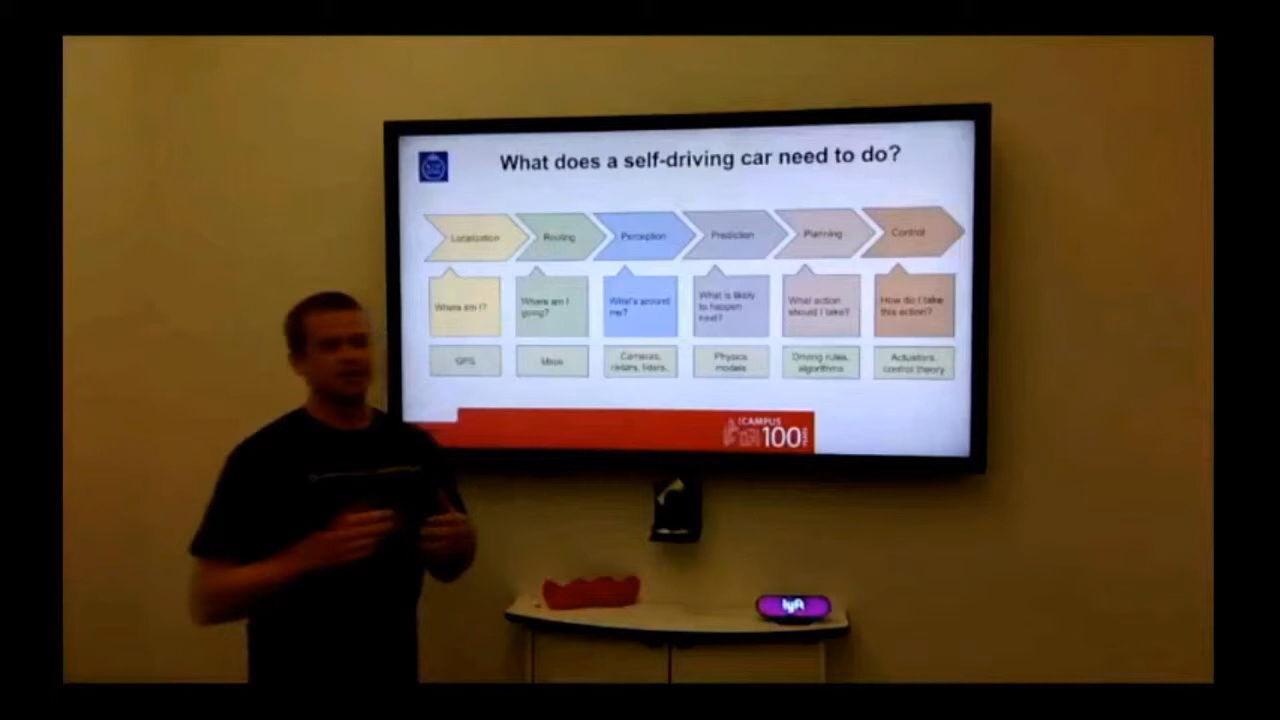 What does a self-driving car need to do?
Localization
Routing
Perception
Prediction
Planning
Control
Where am I?
Where am I
going?
What's around
me?
What is likely
to happen
next?
What action
should I take?
How do I take
this action?
GPS
Maps
Cameras,
radars, lidars,
Physics
models
Driving rules,
algorithms
Actuators,
control theory
CAMPUS
100
YEARS
lyft